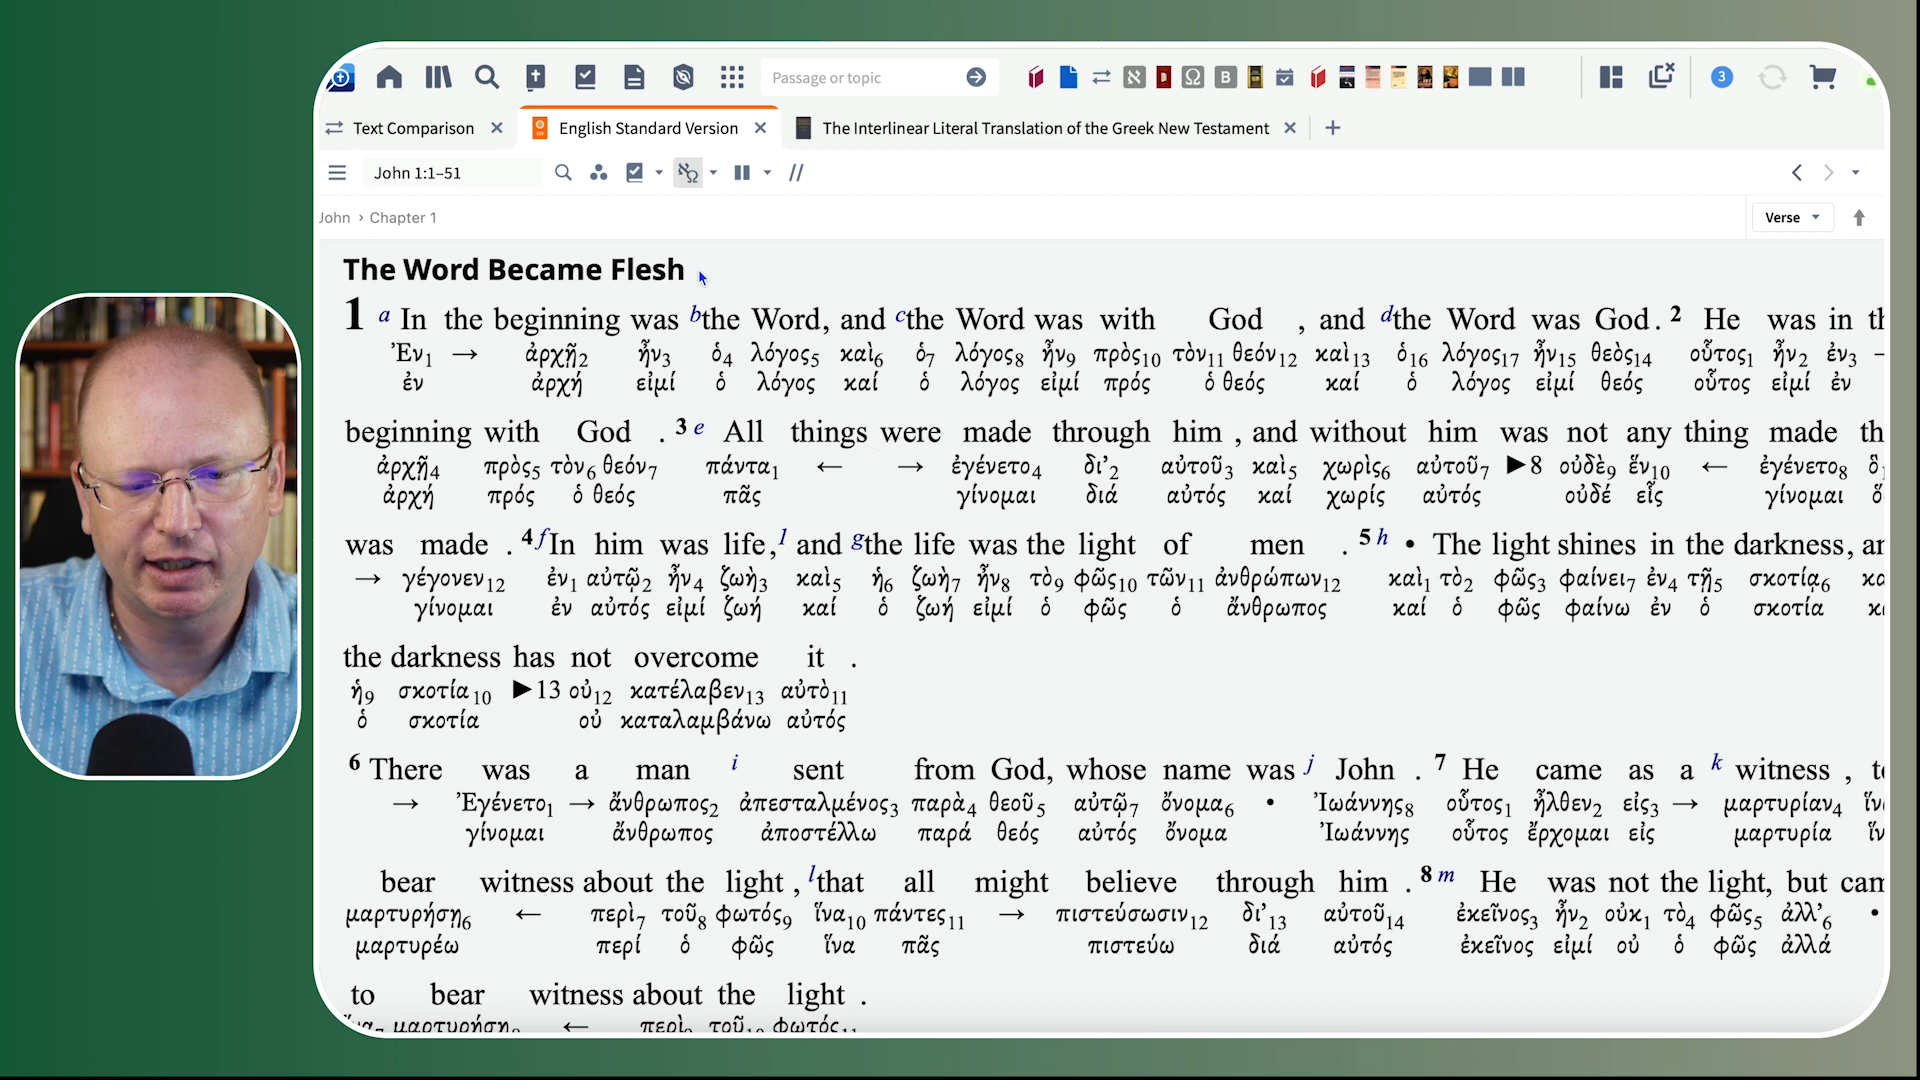 Passage or topic
3
Text Comparison English Standard Version The Interlinear Literal Translation of the Greek New Testament
John 1:1–51
John › Chapter 1 Verse
The Word Became Flesh
1 a In the beginning was b the Word, and c the Word was with God , and d the Word was God. 2 He was in
Ἐν1 → ἀρχῇ2 ἦν3 ὁ4 λόγος5 καὶ6 ὁ7 λόγος8 ἦν9 πρὸς10 τὸν11 θεόν12 καὶ13 ὁ16 λόγος17 ἦν15 θεὸς14 οὗτος1 ἦν2 ἐν3
ἐν ἀρχή εἰμί ὁ λόγος καί ὁ λόγος εἰμί πρός ὁ θεός καί ὁ λόγος εἰμί θεός οὗτος εἰμί ἐν
beginning with God . 3 e All things were made through him , and without him was not any thing made
ἀρχῇ4 πρὸς5 τὸν6 θεόν7 πάντα1 ← → ἐγένετο4 δι’2 αὐτοῦ3 καὶ5 χωρὶς6 αὐτοῦ7 ▶8 οὐδὲ9 ἕν10 ← ἐγένετο8
ἀρχή πρός ὁ θεός πᾶς γίνομαι διά αὐτός καί χωρίς αὐτός οὐδέ εἷς γίνομαι
was made . 4 f In him was life,1 and g the life was the light of men . 5 h • The light shines in the darkness,
→ γέγονεν12 ἐν1 αὐτῷ2 ἦν4 ζωὴ3 καὶ5 ἡ6 ζωὴ7 ἦν8 τὸ9 φῶς10 τῶν11 ἀνθρώπων12 καὶ1 τὸ2 φῶς3 φαίνει7 ἐν4 τῇ5 σκοτίᾳ6
γίνομαι ἐν αὐτός εἰμί ζωή καί ὁ ζωή εἰμί ὁ φῶς ὁ ἄνθρωπος καί ὁ φῶς φαίνω ἐν ὁ σκοτία
the darkness has not overcome it .
ἡ9 σκοτία10 ▶13 οὐ12 κατέλαβεν13 αὐτὸ11
ὁ σκοτία οὐ καταλαμβάνω αὐτός
6 There was a man i sent from God, whose name was j John . 7 He came as a k witness ,
→ Ἐγένετο1 → ἄνθρωπος2 ἀπεσταλμένος3 παρὰ4 θεοῦ5 αὐτῷ7 ὄνομα6 • Ἰωάννης8 οὗτος1 ἦλθεν2 εἰς3 → μαρτυρίαν4
γίνομαι ἄνθρωπος ἀποστέλλω παρά θεός αὐτός ὄνομα Ἰωάννης οὗτος ἔρχομαι εἰς μαρτυρία
bear witness about the light , l that all might believe through him . 8 m He was not the light, but
μαρτυρήσῃ6 ← περὶ7 τοῦ8 φωτός9 ἵνα10 πάντες11 → πιστεύσωσιν12 δι’13 αὐτοῦ14 ἐκεῖνος3 ἦν2 οὐκ1 τὸ4 φῶς5 ἀλλ’6 •
μαρτυρέω περί ὁ φῶς ἵνα πᾶς πιστεύω διά αὐτός ἐκεῖνος εἰμί οὐ ὁ φῶς ἀλλά
to bear witness about the light .
μαρτυρήσῃ8 ← περὶ9 τοῦ10 φωτός11